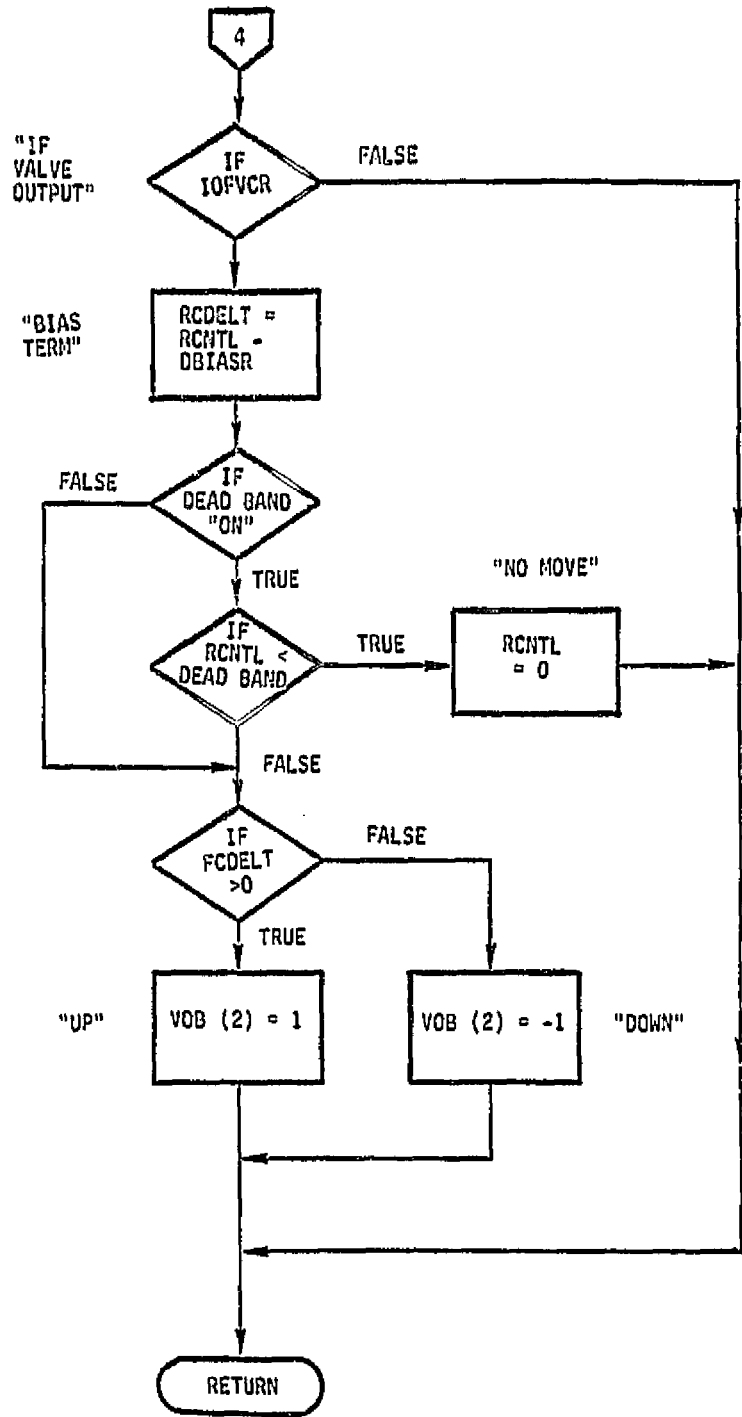 4
"IF
VALVE
OUTPUT"
IF
IOFVCR
FALSE
"BIAS
TERM"
RCDELT =
RCNTL -
DBIASR
FALSE
IF
DEAD BAND
"ON"
TRUE
"NO MOVE"
IF
RCNTL <
DEAD BAND
TRUE
RCNTL
= 0
FALSE
IF
FCDELT
>0
FALSE
TRUE
"UP"
VOB (2) = 1
VOB (2) = -1
"DOWN"
RETURN